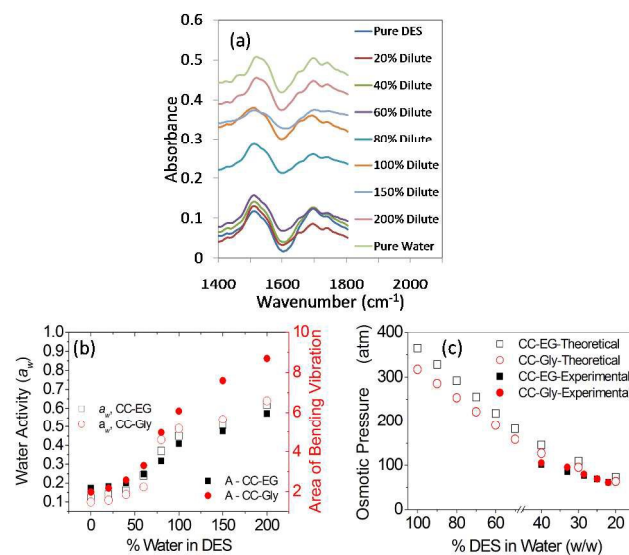 (a)
0.6
0.5
0.4
0.3
0.2
0.1
0
Absorbance
1400 1600 1800 2000
Wavenumber (cm-1)
Pure DES
20% Dilute
40% Dilute
60% Dilute
80% Dilute
100% Dilute
150% Dilute
200% Dilute
Pure Water
(b)
1.0
0.9
0.8
0.7
0.6
0.5
0.4
0.3
0.2
0.1
Water Activity (aw)
aw, CC-EG
aw, CC-Gly
A - CC-EG
A - CC-Gly
10
8
6
4
2
Area of Bending Vibration
0 50 100 150 200
% Water in DES
(c)
400
300
200
100
0
Osmotic Pressure (atm)
CC-EG-Theoretical
CC-Gly-Theoretical
CC-EG-Experimental
CC-Gly-Experimental
100 80 60 40 30 20
% DES in Water (w/w)